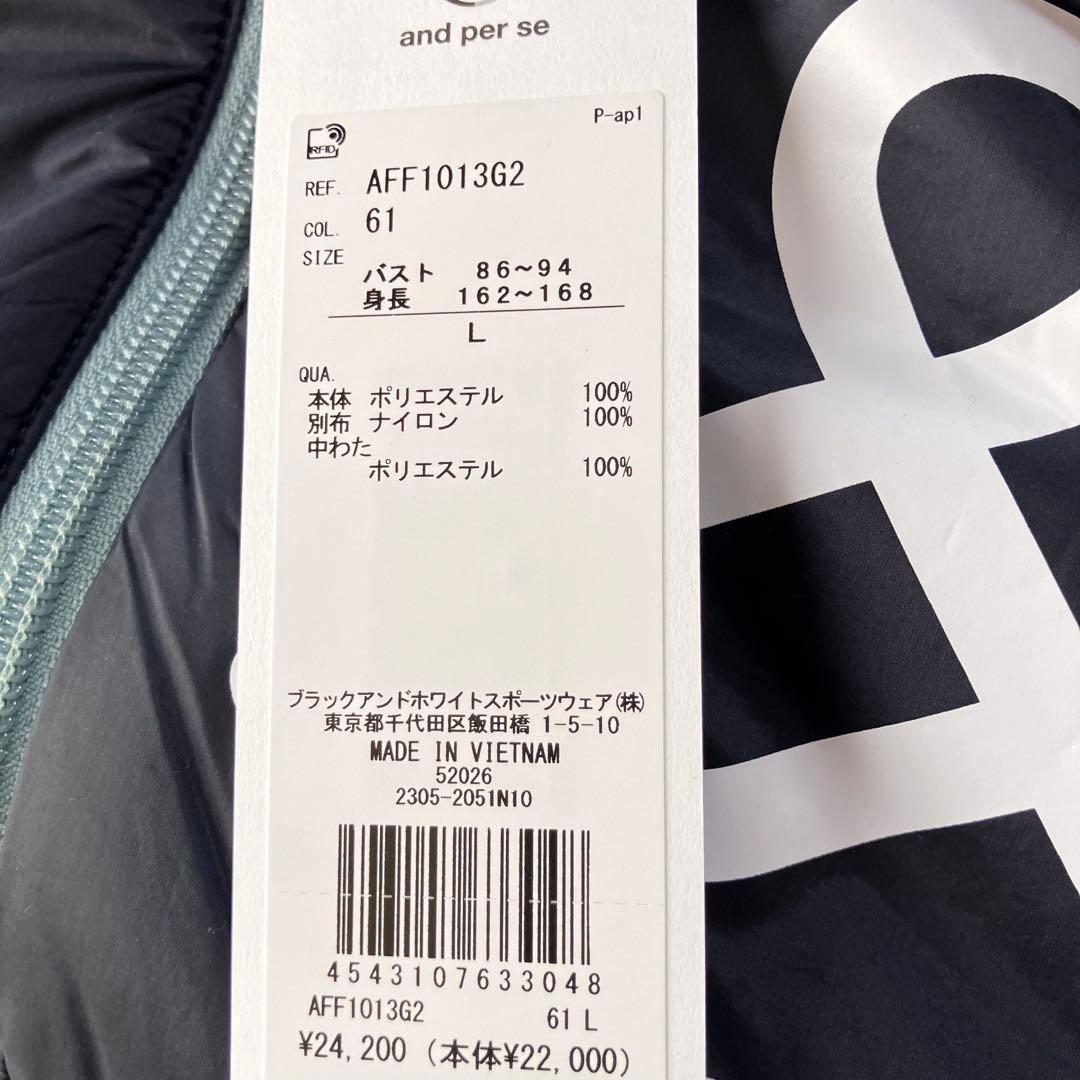 and per se
P-ap1
RFID
REF. AFF1013G2
COL. 61
SIZE
バスト 86～94
身長 162～168
L
QUA.
本体 ポリエステル 100%
別布 ナイロン 100%
中わた
ポリエステル 100%
ブラックアンドホワイトスポーツウェア(株)
東京都千代田区飯田橋 1-5-10
MADE IN VIETNAM
52026
2305-2051N10
4543107633048
AFF1013G2 61 L
¥24,200 (本体¥22,000)